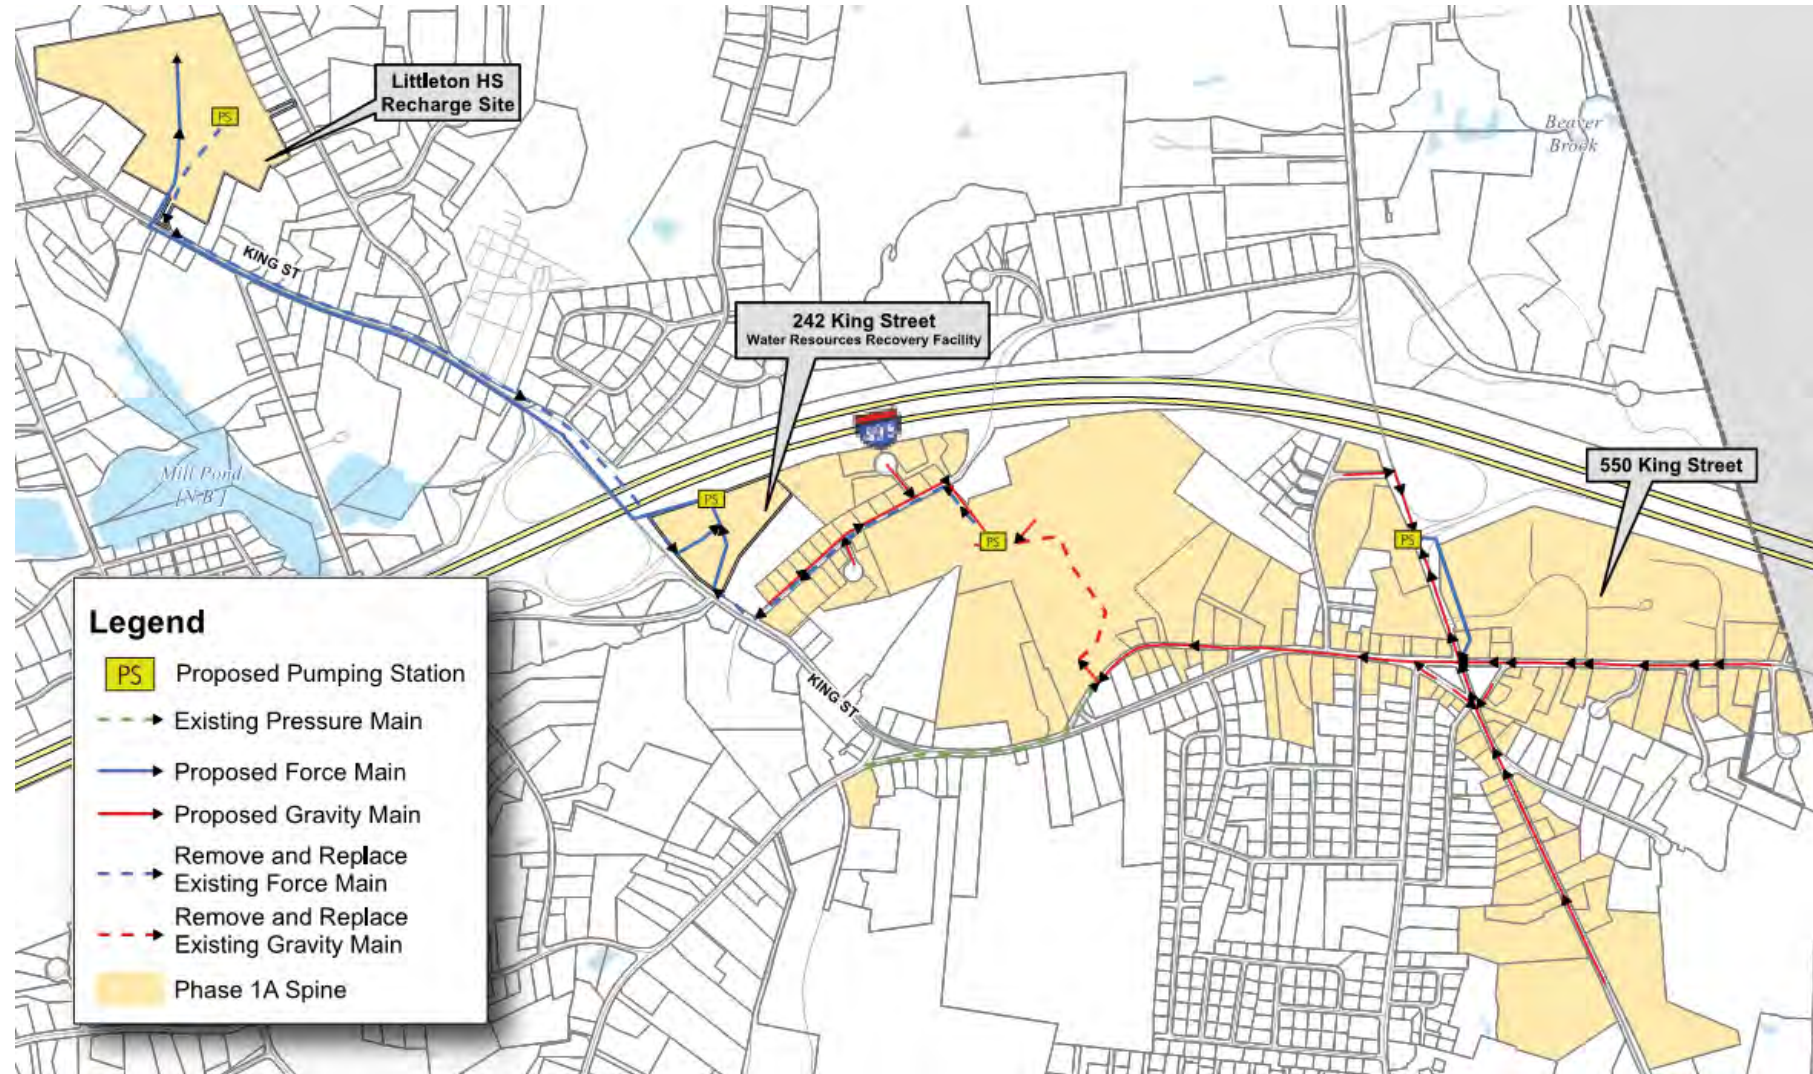 Littleton HS
Recharge Site
PS
KING ST
Beaver
Brook
242 King Street
Water Resources Recovery Facility
Mill Pond
[NB]
PS
550 King Street
PS
PS
KING ST
Legend
PS Proposed Pumping Station
Existing Pressure Main
Proposed Force Main
Proposed Gravity Main
Remove and Replace
Existing Force Main
Remove and Replace
Existing Gravity Main
Phase 1A Spine